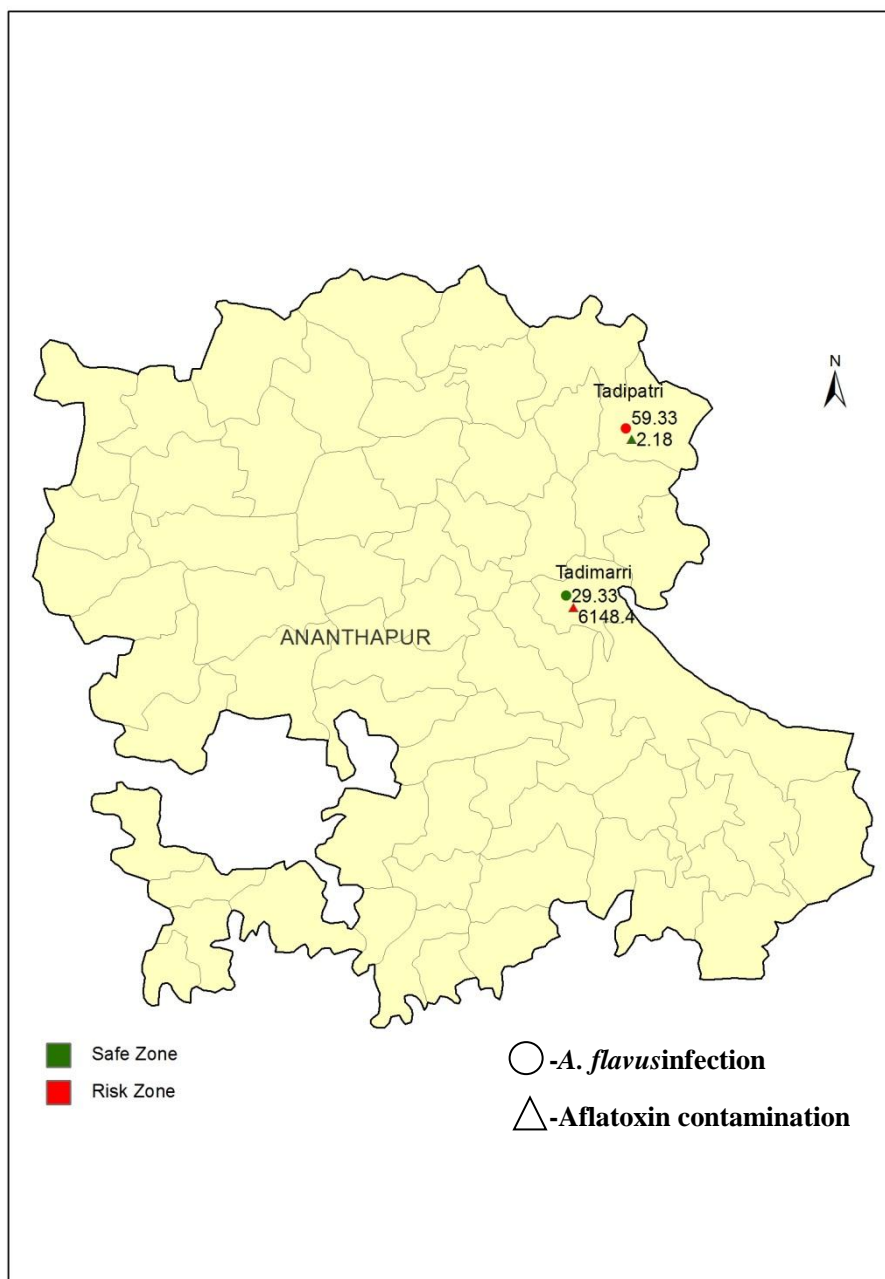 N
Tadipatri
59.33
2.18
Tadimarri
29.33
6148.4
ANANTHAPUR
Safe Zone
Risk Zone
-A. flavusinfection
-Aflatoxin contamination